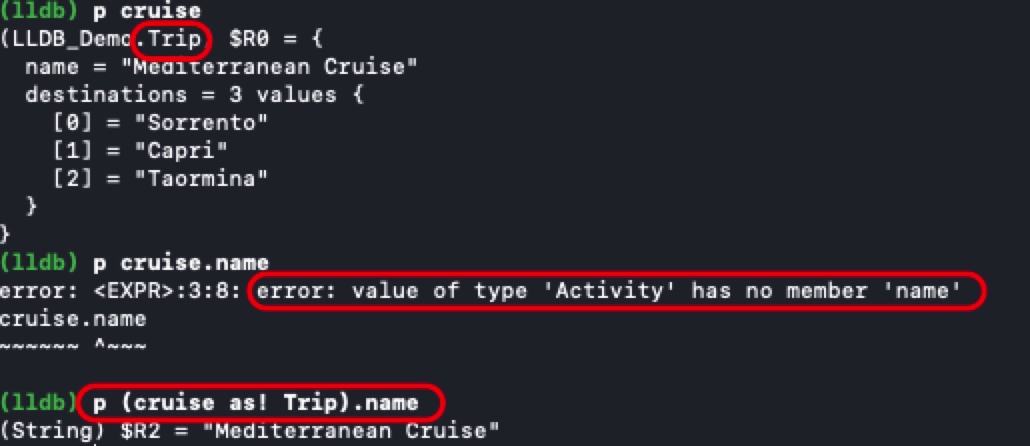 (lldb) p cruise
(LLDB_Demo.Trip) $R0 = {
  name = "Mediterranean Cruise"
  destinations = 3 values {
    [0] = "Sorrento"
    [1] = "Capri"
    [2] = "Taormina"
  }
}
(lldb) p cruise.name
error: <EXPR>:3:8: error: value of type 'Activity' has no member 'name'
cruise.name
~~~~~~ ^~~~
(lldb) p (cruise as! Trip).name
(String) $R2 = "Mediterranean Cruise"